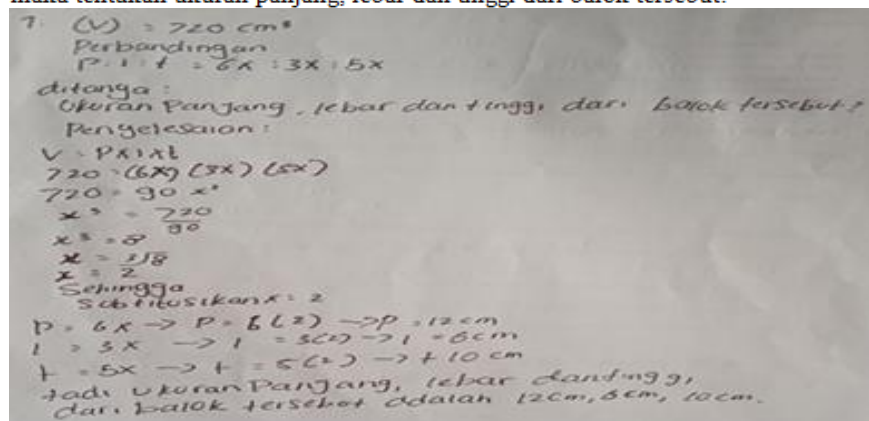 maka tentukan ukuran panjang, lebar dan tinggi dari balok tersebut!
7. (V) = 720 cm³
Perbandingan
P : l : t = 6x : 3x : 5x
ditanya :
Ukuran Panjang, lebar dan tinggi dari balok tersebut?
Penyelesaian :
V = P x l x t
720 = (6x) (3x) (5x)
720 = 90 x³
x³ = 720/90
x³ = 8
x = ³√8
x = 2
Sehingga
Subtitusikan x = 2
P = 6x -> P = 6(2) -> P = 12 cm
l = 3x -> l = 3(2) -> l = 6cm
t = 5x -> t = 5(2) -> t 10 cm
Jadi Ukuran Panjang, lebar dan tinggi,
dari balok tersebut adalah 12cm, 6cm, 10cm.